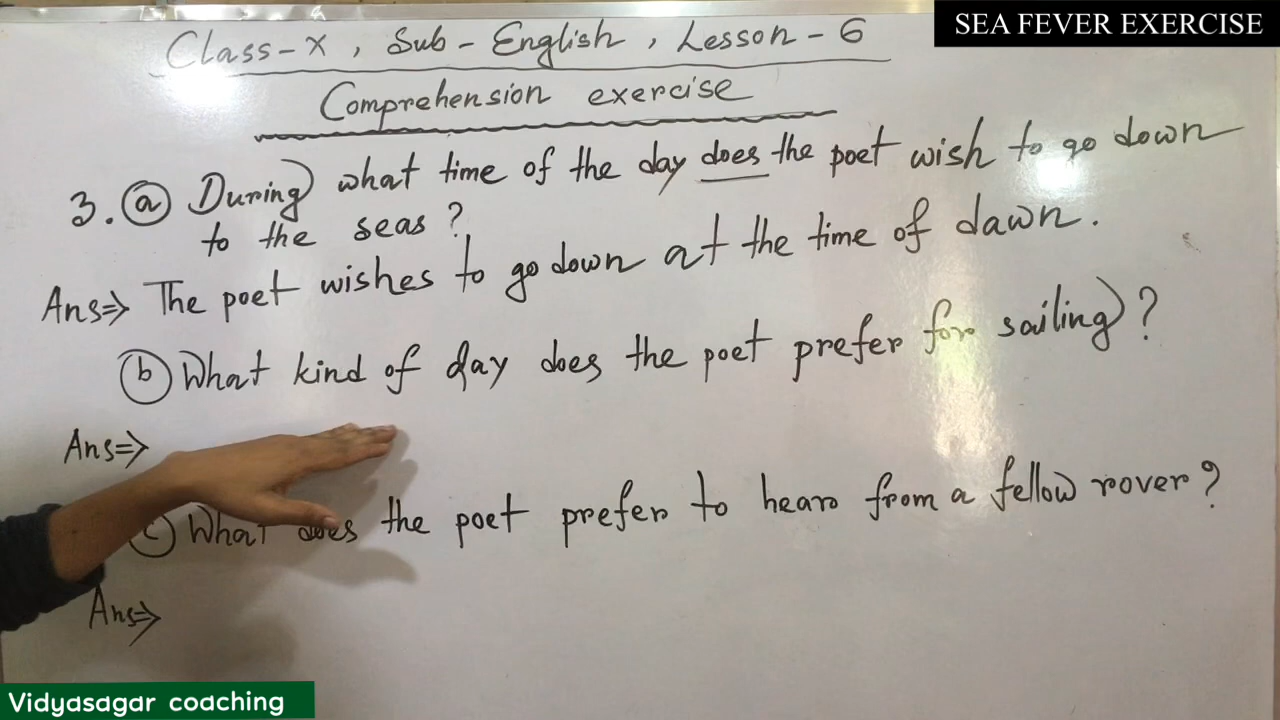 SEA FEVER EXERCISE
Class-X, Sub-English, Lesson-6
Comprehension exercise
3. (a) During what time of the day does the poet wish to go down
to the seas?
Ans⇒ The poet wishes to go down at the time of dawn.
(b) What kind of day does the poet prefer for sailing?
Ans⇒
(c) What does the poet prefer to hear from a fellow rover?
Ans⇒
Vidyasagar coaching